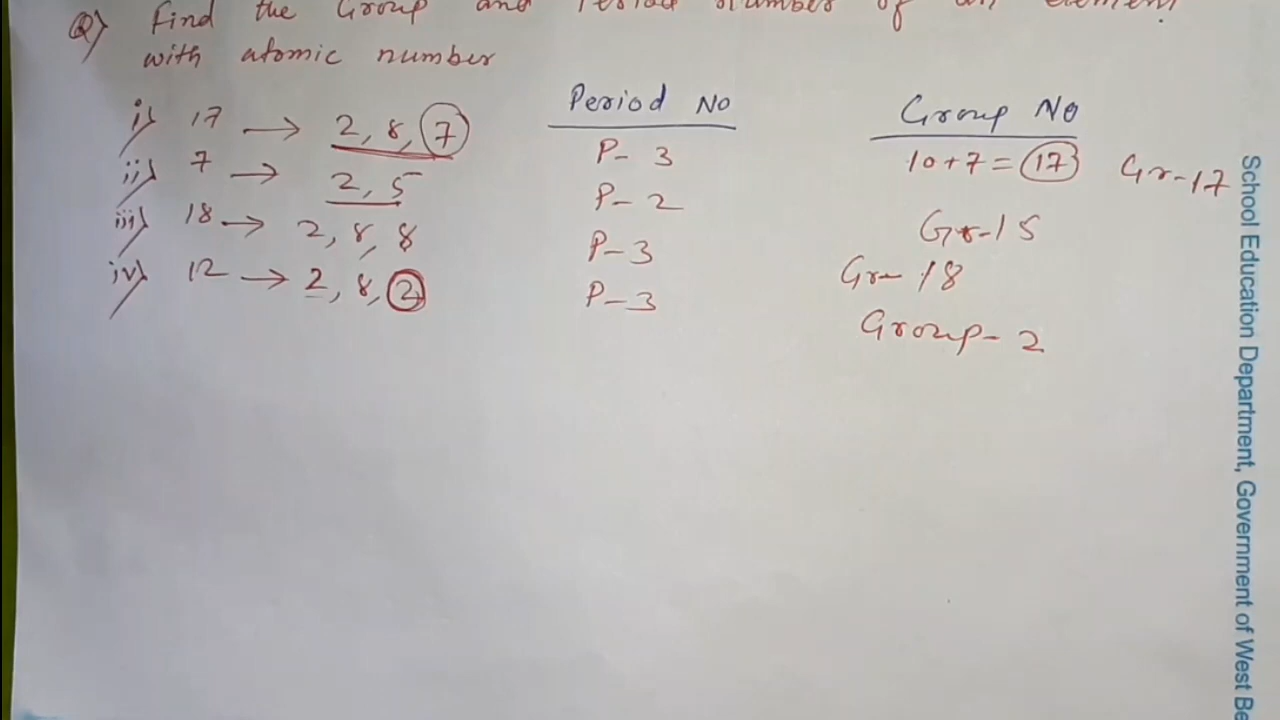 Q) Find the Group and Period number of an element
with atomic number
Period No Group No
i) 17 → 2, 8, 7 P- 3 10+7 = 17 Gr-17
ii) 7 → 2, 5 P- 2 Gr-15
iii) 18 → 2, 8, 8 P-3 Gr- 18
iv) 12 → 2, 8, 2 P-3 Group- 2
School Education Department, Government of West Be